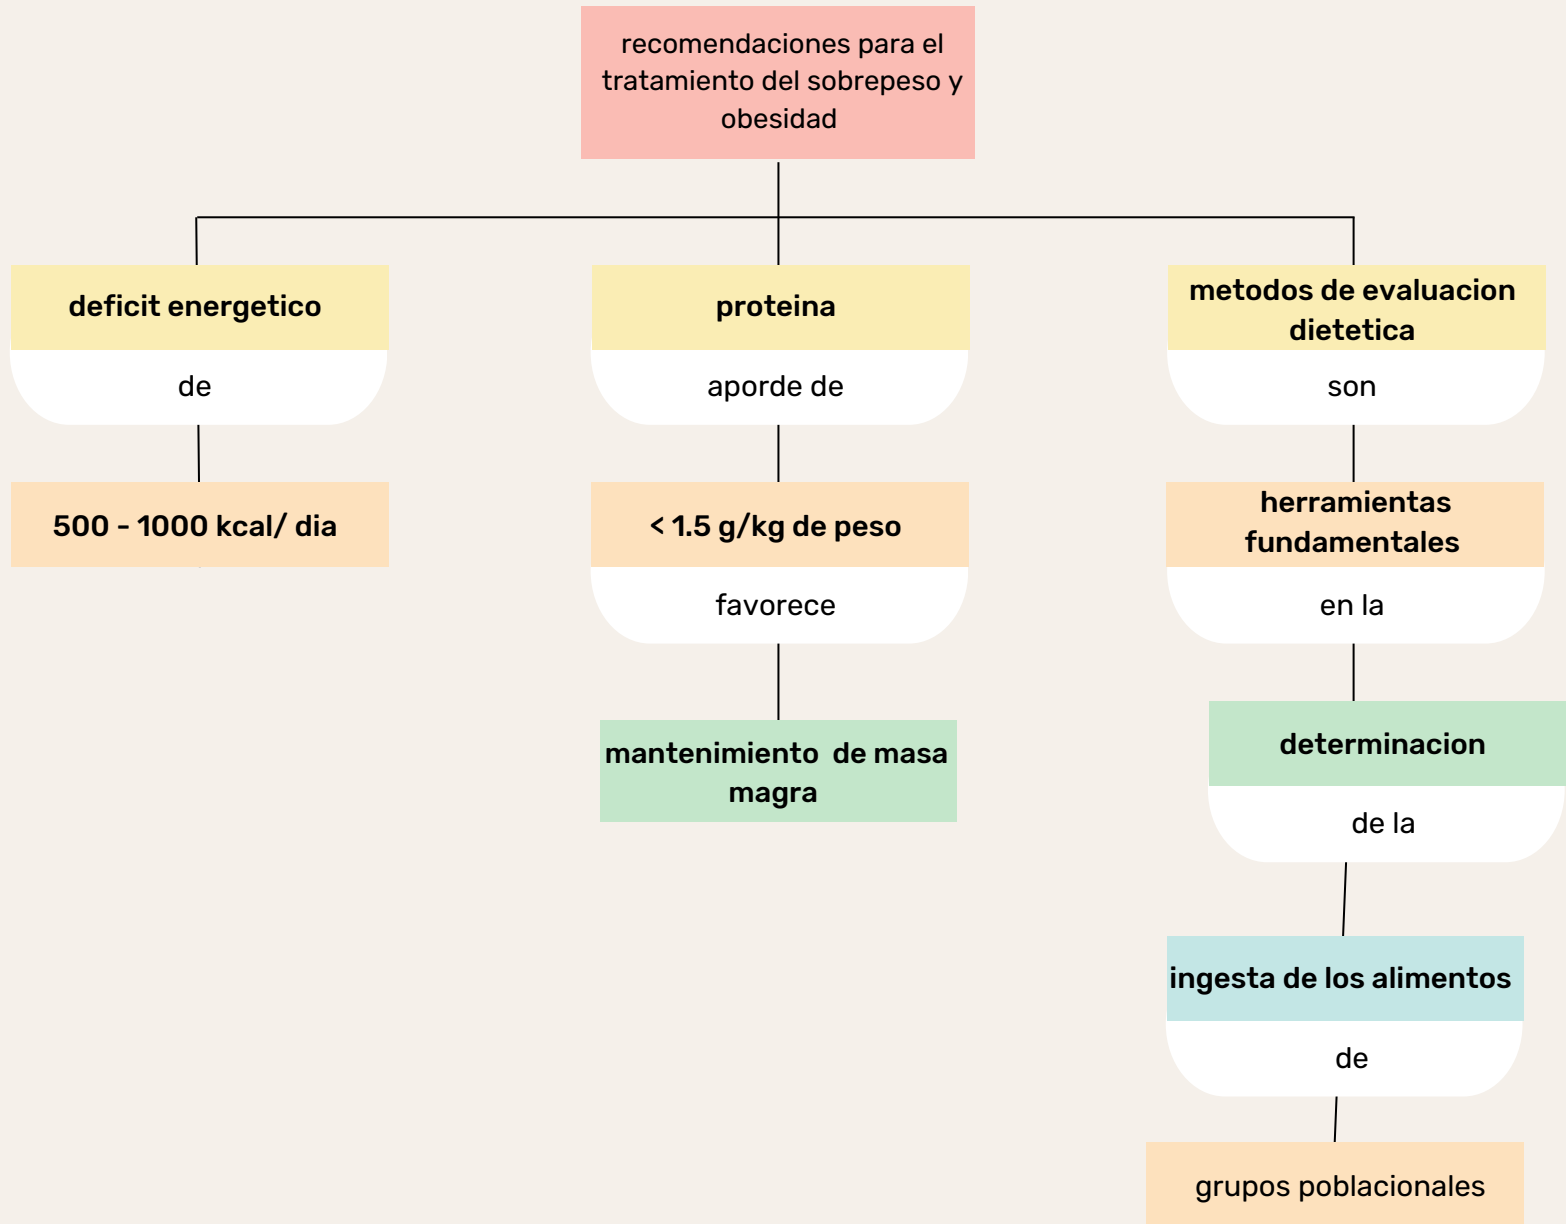 recomendaciones para el
tratamiento del sobrepeso y
obesidad
deficit energetico
de
500 - 1000 kcal/ dia
proteina
aporde de
< 1.5 g/kg de peso
favorece
mantenimiento  de masa
magra
metodos de evaluacion
dietetica
son
herramientas
fundamentales
en la
determinacion
de la
ingesta de los alimentos
de
grupos poblacionales